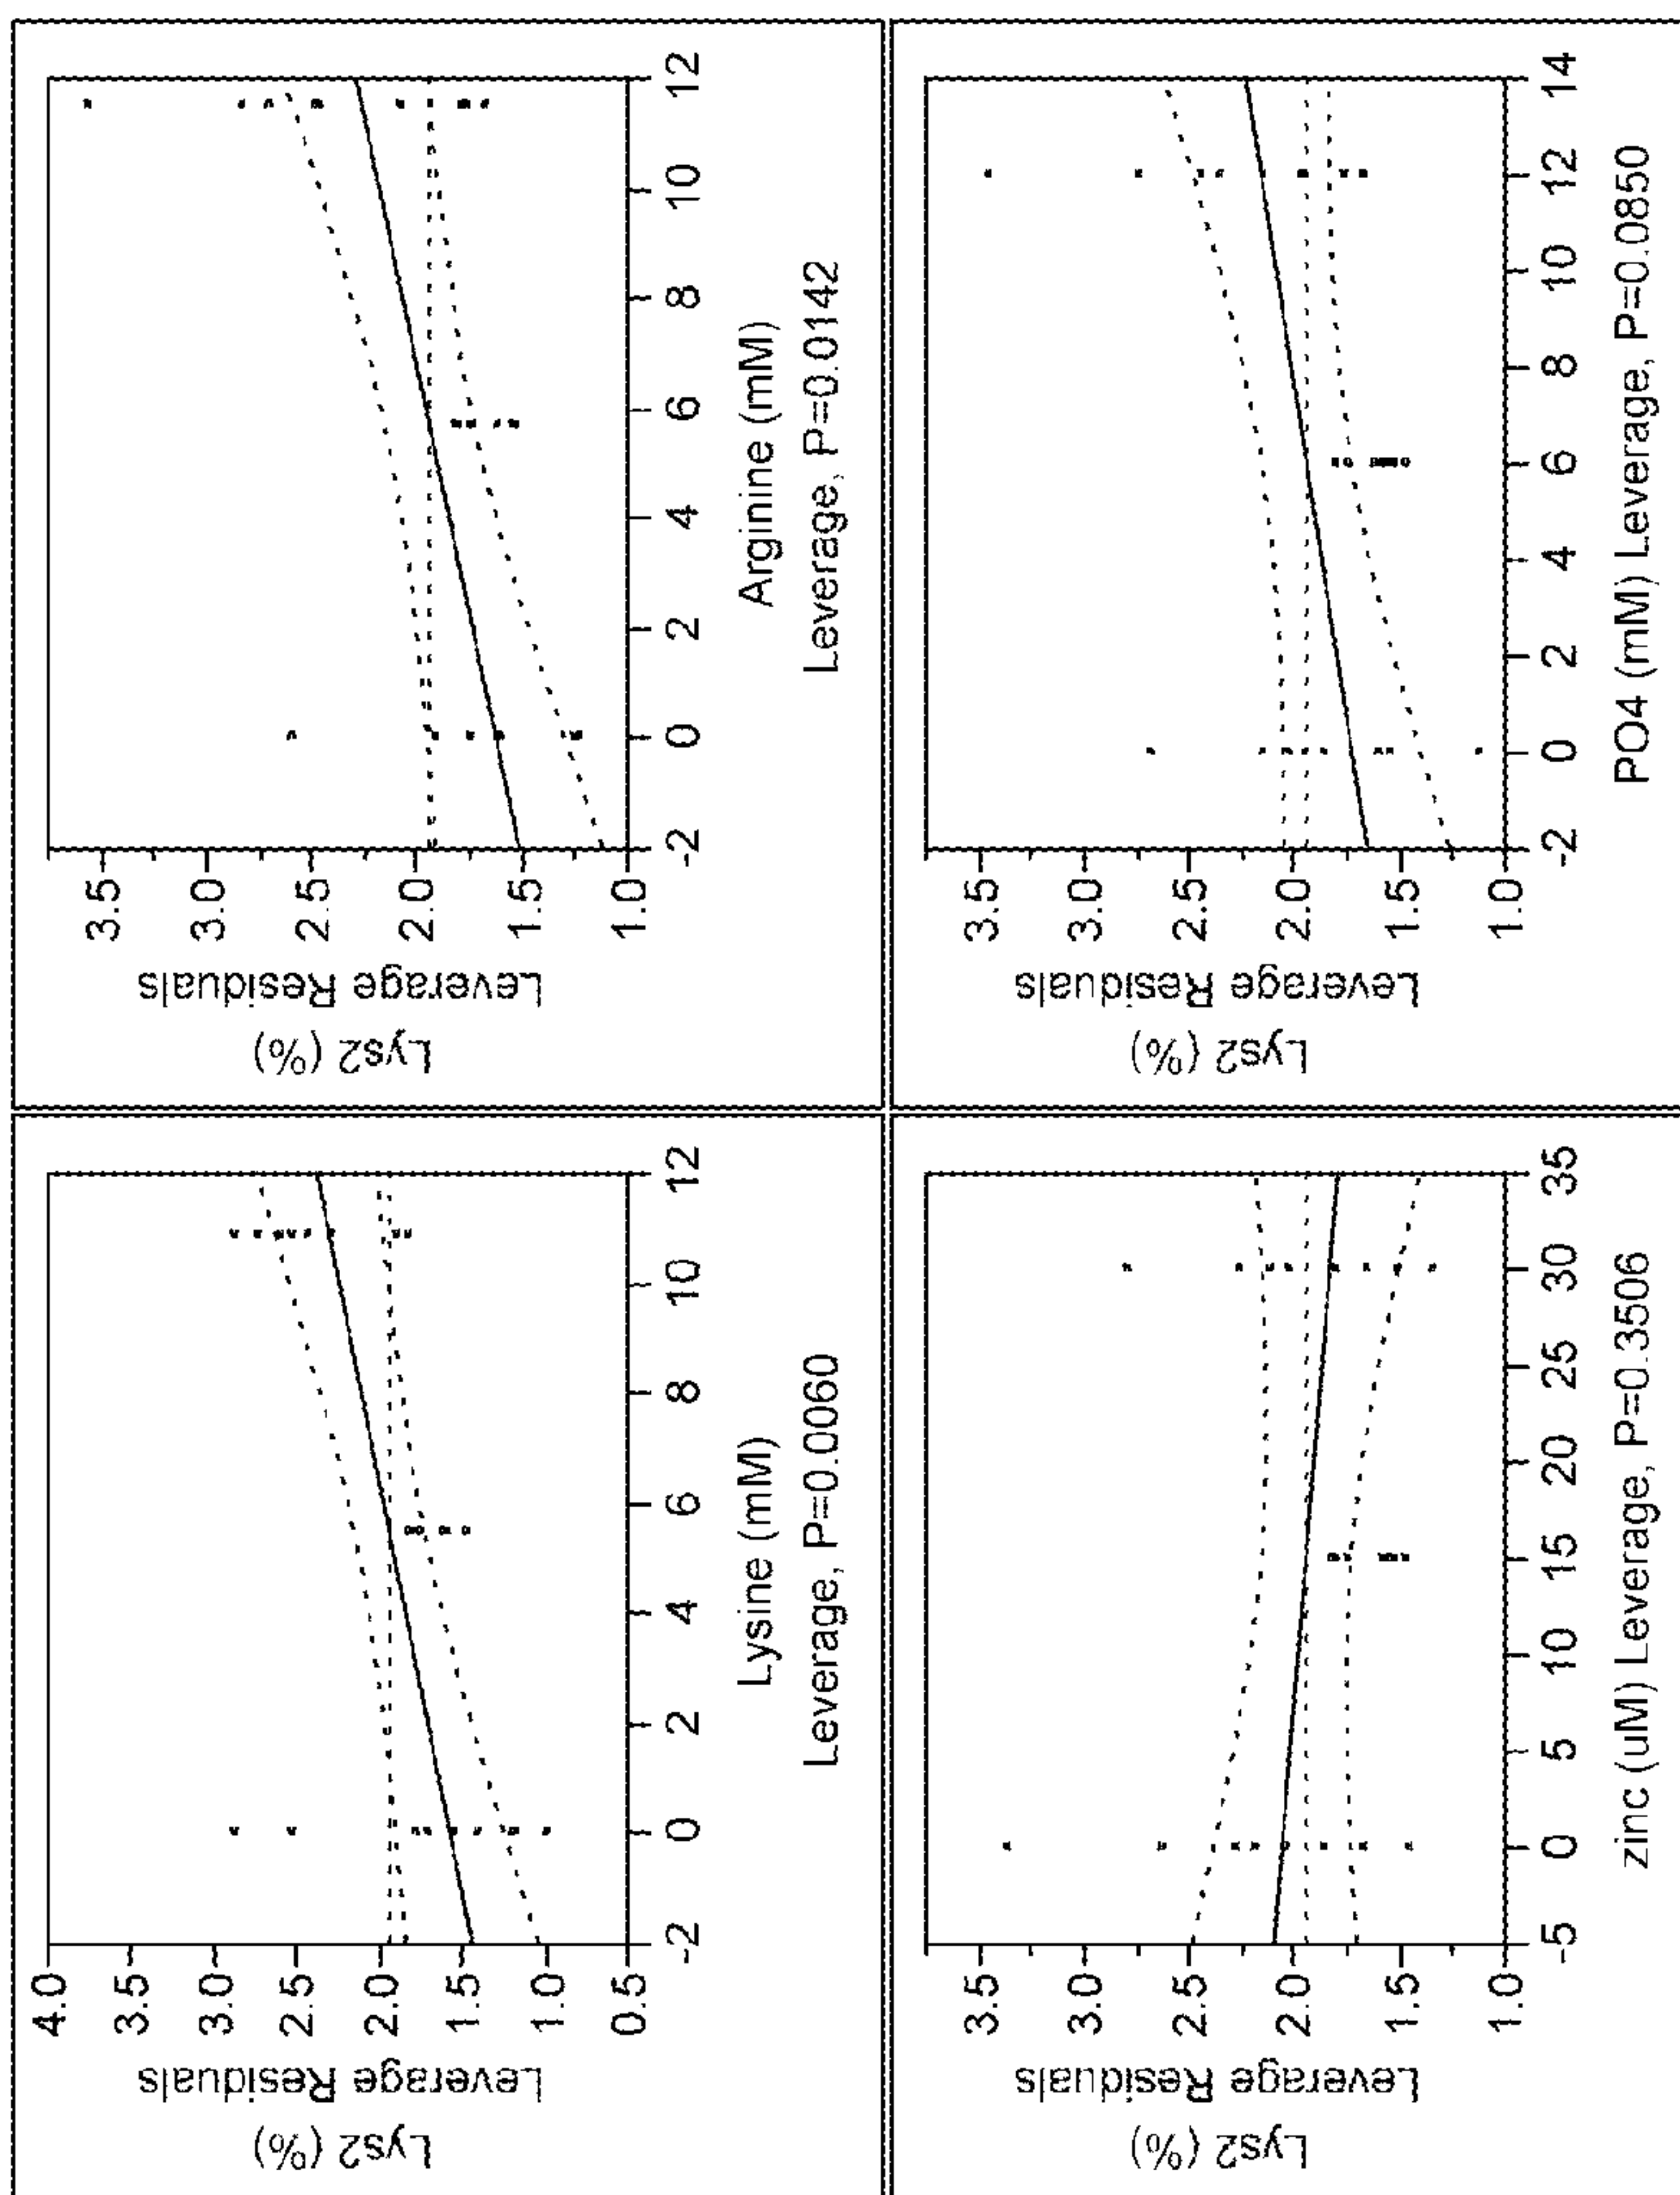 Lys2 (%)
Leverage Residuals
4.0
3.5
3.0
2.5
2.0
1.5
1.0
0.5
-2 0 2 4 6 8 10 12
Lysine (mM)
Leverage, P=0.0060
Lys2 (%)
Leverage Residuals
3.5
3.0
2.5
2.0
1.5
1.0
-2 0 2 4 6 8 10 12
Arginine (mM)
Leverage, P=0.0142
Lys2 (%)
Leverage Residuals
3.5
3.0
2.5
2.0
1.5
1.0
-5 0 5 10 15 20 25 30 35
zinc (uM) Leverage, P=0.3506
Lys2 (%)
Leverage Residuals
3.5
3.0
2.5
2.0
1.5
1.0
-2 0 2 4 6 8 10 12 14
PO4 (mM) Leverage, P=0.0850